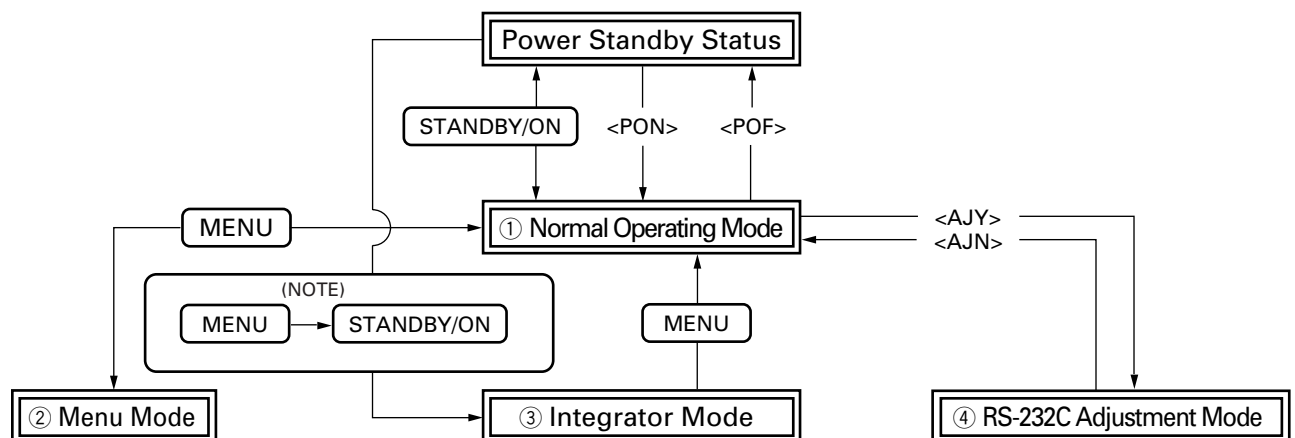 Power Standby Status
STANDBY/ON <PON> <POF>
MENU
① Normal Operating Mode
<AJY>
<AJN>
(NOTE)
MENU STANDBY/ON
MENU
② Menu Mode
③ Integrator Mode
④ RS-232C Adjustment Mode